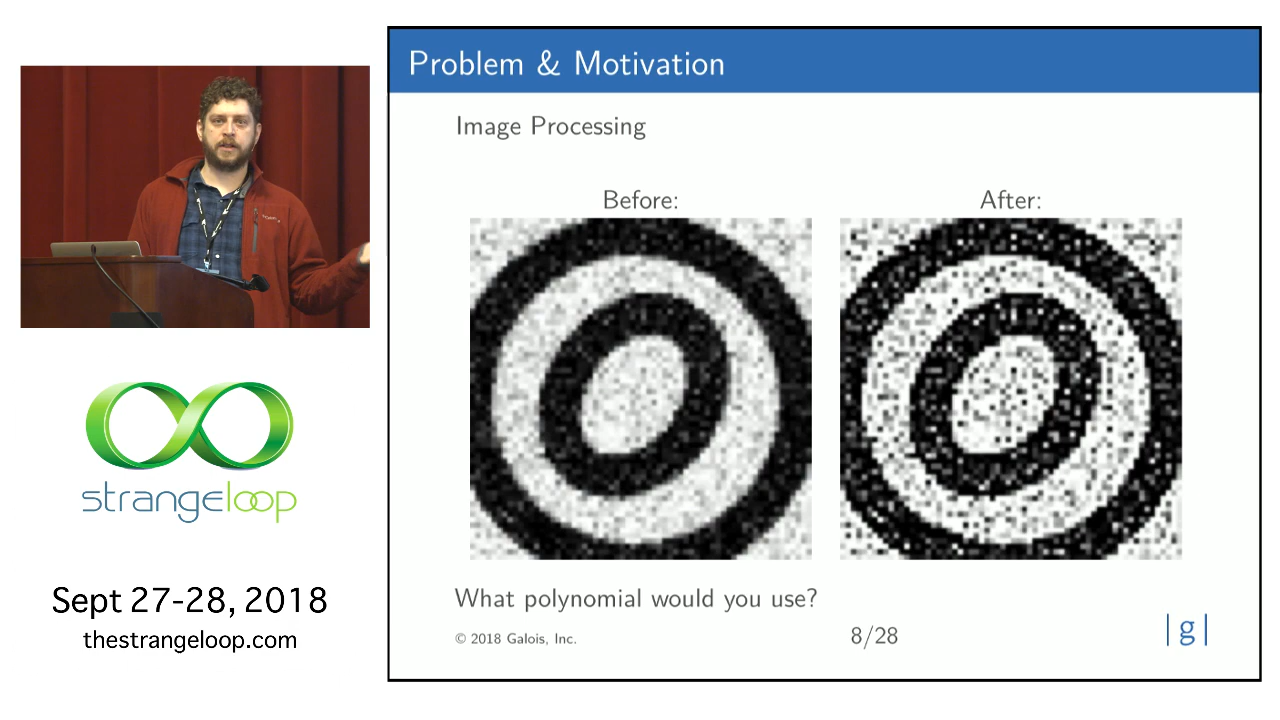 Problem & Motivation
Image Processing
Before:
After:
What polynomial would you use?
© 2018 Galois, Inc.
8/28
|g|
strangeloop
Sept 27-28, 2018
thestrangeloop.com